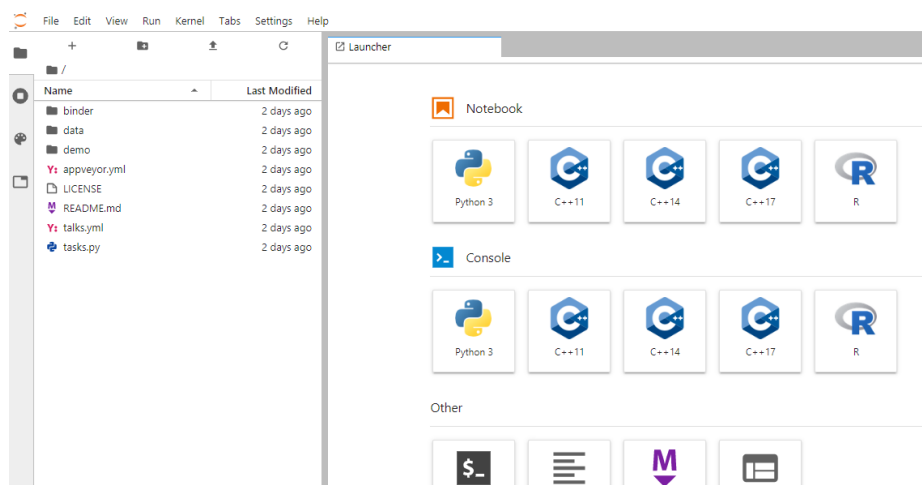 File Edit View Run Kernel Tabs Settings Help
/
Name Last Modified
binder 2 days ago
data 2 days ago
demo 2 days ago
Y: appveyor.yml 2 days ago
LICENSE 2 days ago
M README.md 2 days ago
Y: talks.yml 2 days ago
tasks.py 2 days ago
Launcher
Notebook
Python 3 C++11 C++14 C++17 R
Console
Python 3 C++11 C++14 C++17 R
Other
$_ M